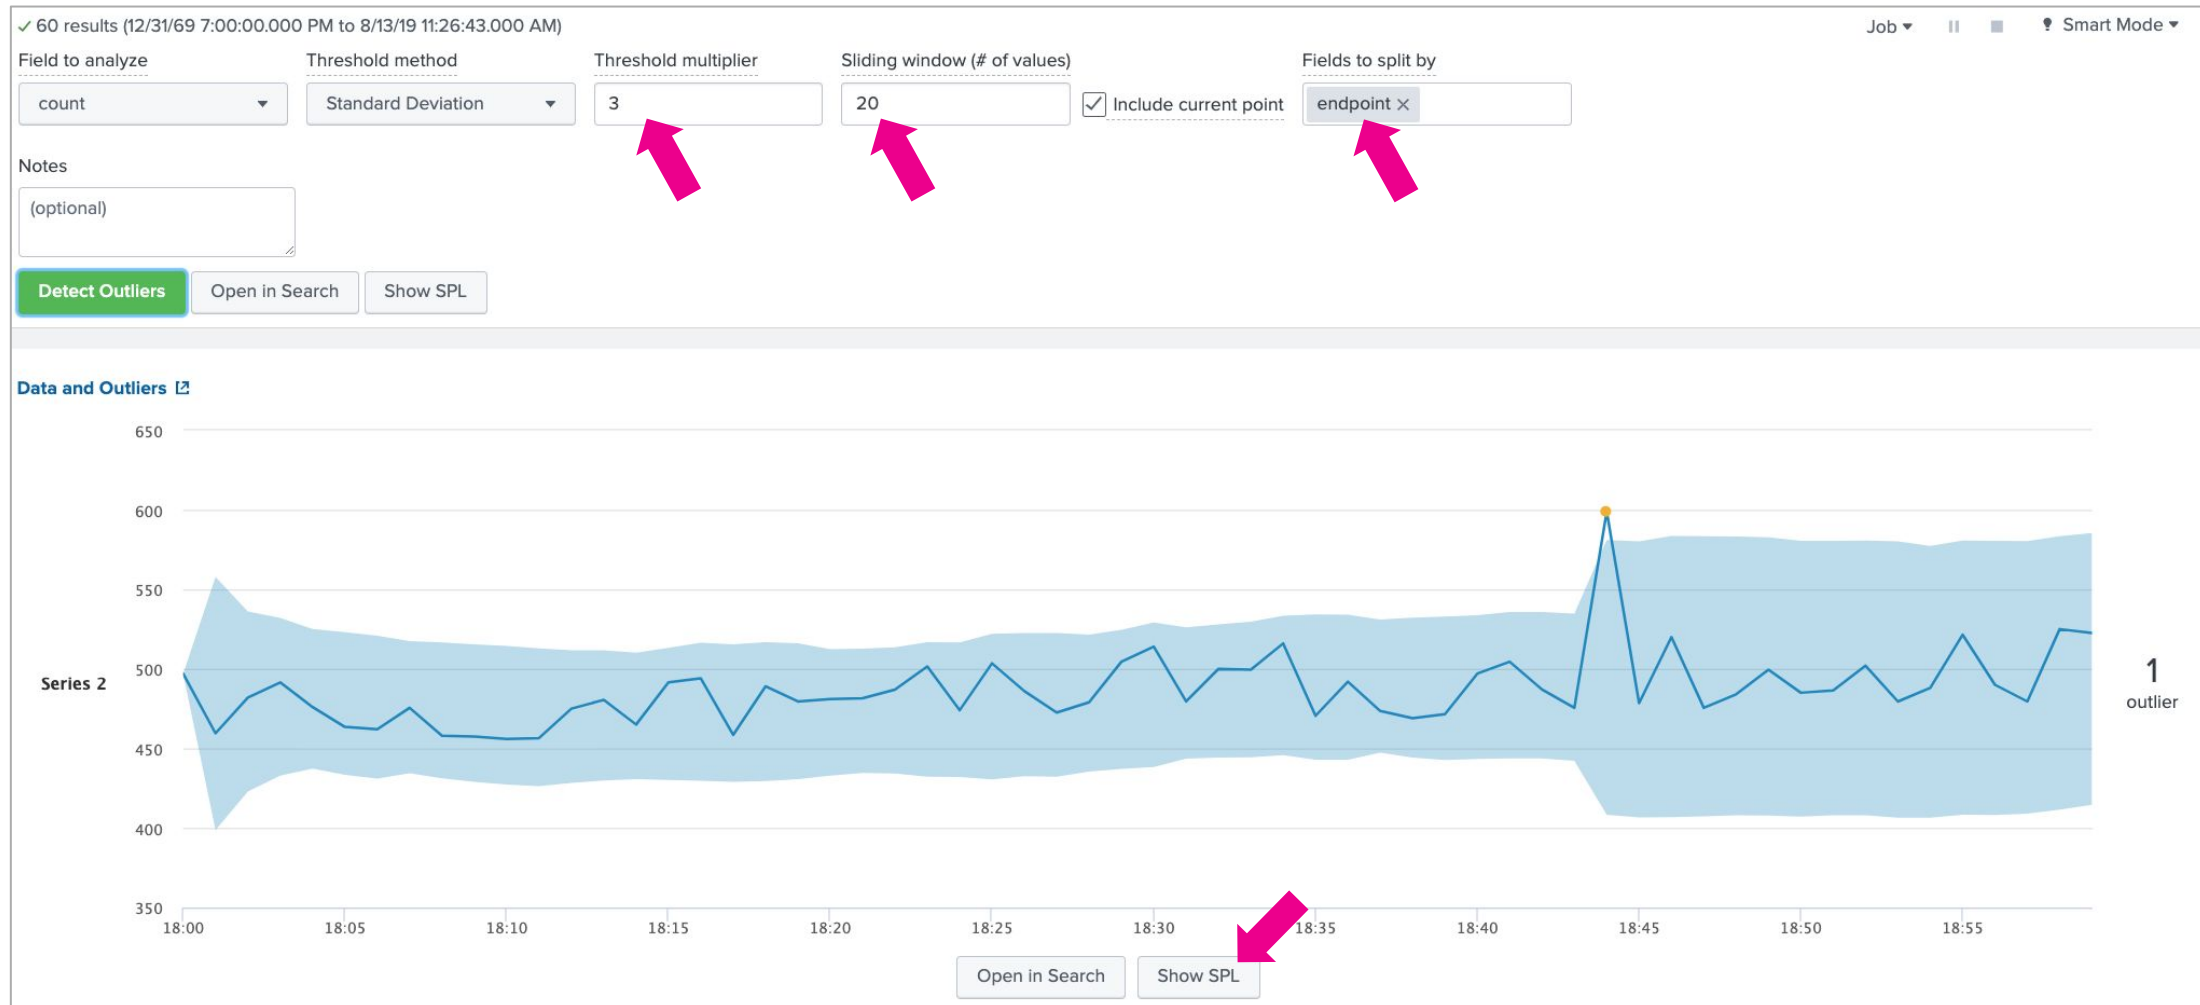 60 results (12/31/69 7:00:00.000 PM to 8/13/19 11:26:43.000 AM)
Job
Smart Mode
Field to analyze
Threshold method
Threshold multiplier
Sliding window (# of values)
Fields to split by
count
Standard Deviation
3
20
Include current point
endpoint
Notes
(optional)
Detect Outliers
Open in Search
Show SPL
Data and Outliers
650
600
550
500
450
400
350
Series 2
1
outlier
18:00
18:05
18:10
18:15
18:20
18:25
18:30
18:35
18:40
18:45
18:50
18:55
Open in Search
Show SPL